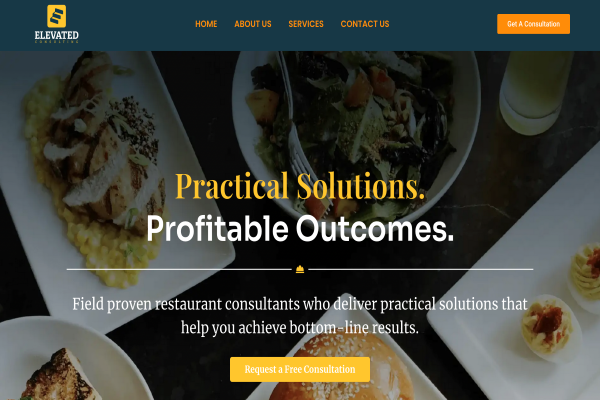 ELEVATED
CONSULTING
HOME ABOUT US SERVICES CONTACT US
Get A Consultation
Practical Solutions.
Profitable Outcomes.
Field proven restaurant consultants who deliver practical solutions that
help you achieve bottom-line results.
Request a Free Consultation